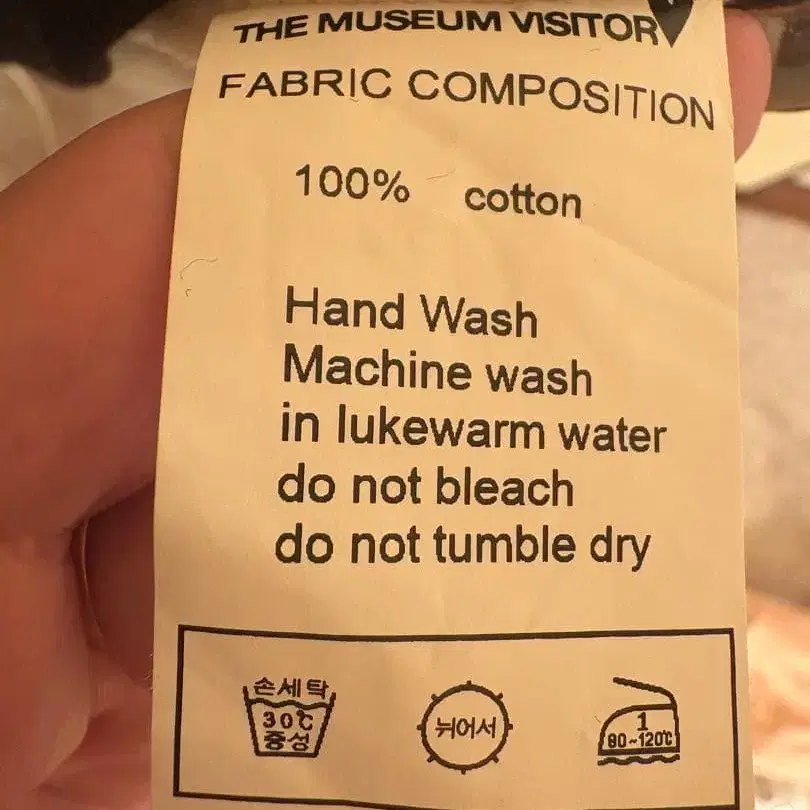 THE MUSEUM VISITOR
FABRIC COMPOSITION
100% cotton
Hand Wash
Machine wash
in lukewarm water
do not bleach
do not tumble dry
손세탁
30℃
중성
뉘어서
1
80~120℃